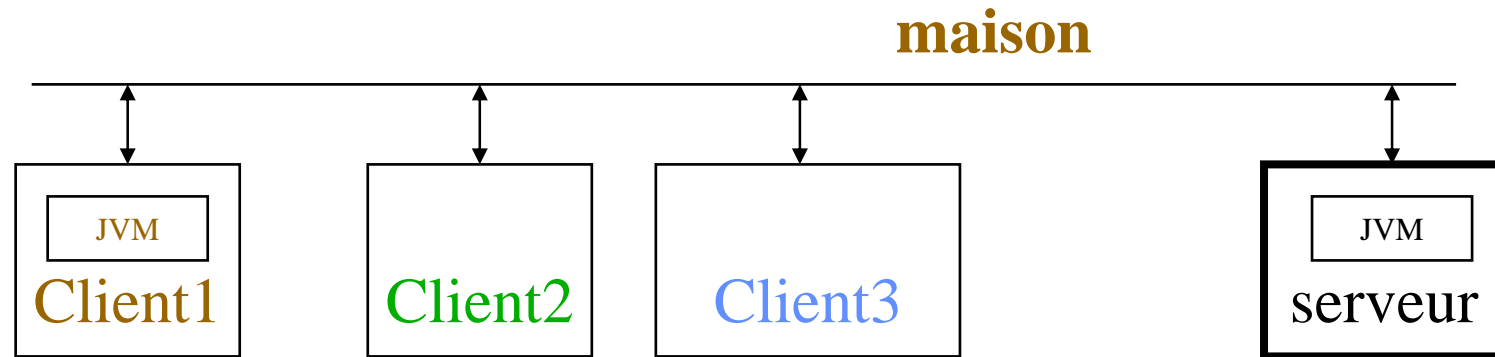 maison
JVM
JVM
Client1
Client2
Client3
serveur